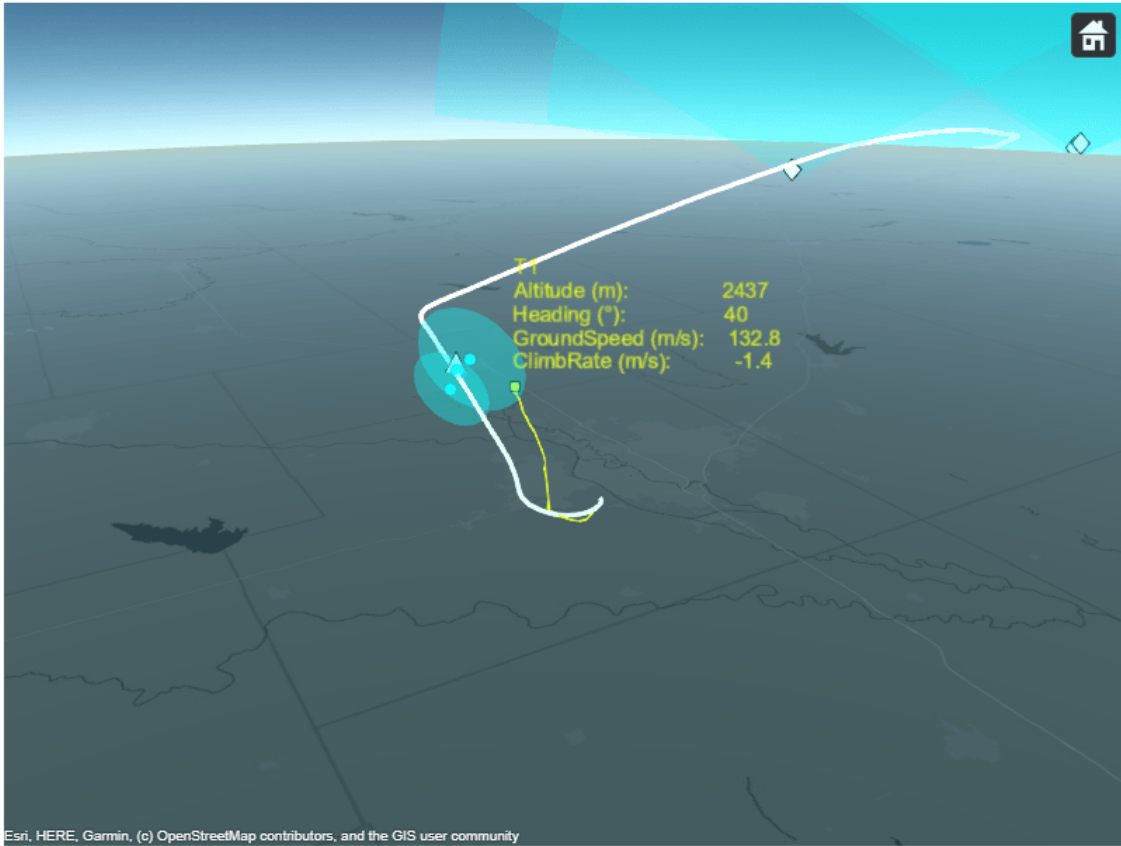 T1
Altitude (m): 2437
Heading (°): 40
GroundSpeed (m/s): 132.8
ClimbRate (m/s): -1.4
Esri, HERE, Garmin, (c) OpenStreetMap contributors, and the GIS user community